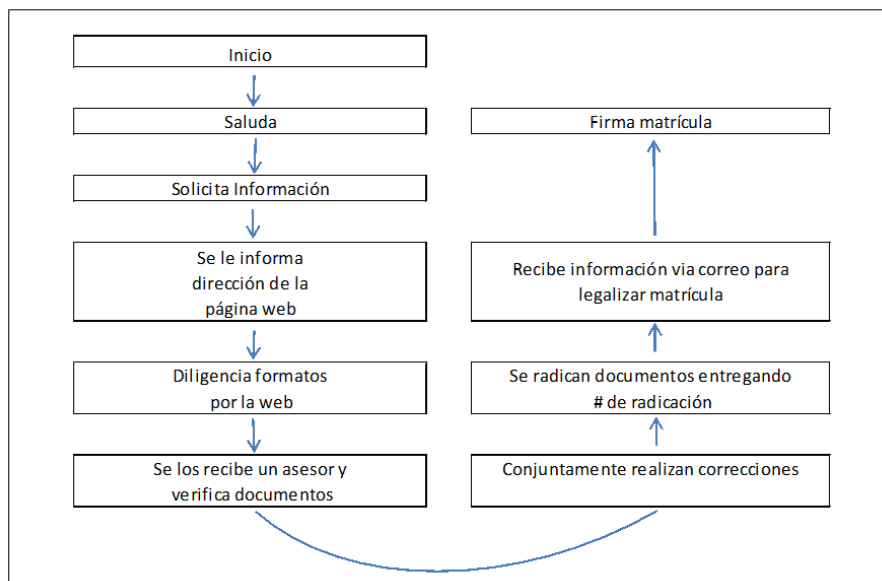 Inicio
Saluda
Solicita Información
Se le informa
dirección de la
página web
Diligencia formatos
por la web
Se los recibe un asesor y
verifica documentos
Conjuntamente realizan correcciones
Se radican documentos entregando
# de radicación
Recibe información via correo para
legalizar matrícula
Firma matrícula